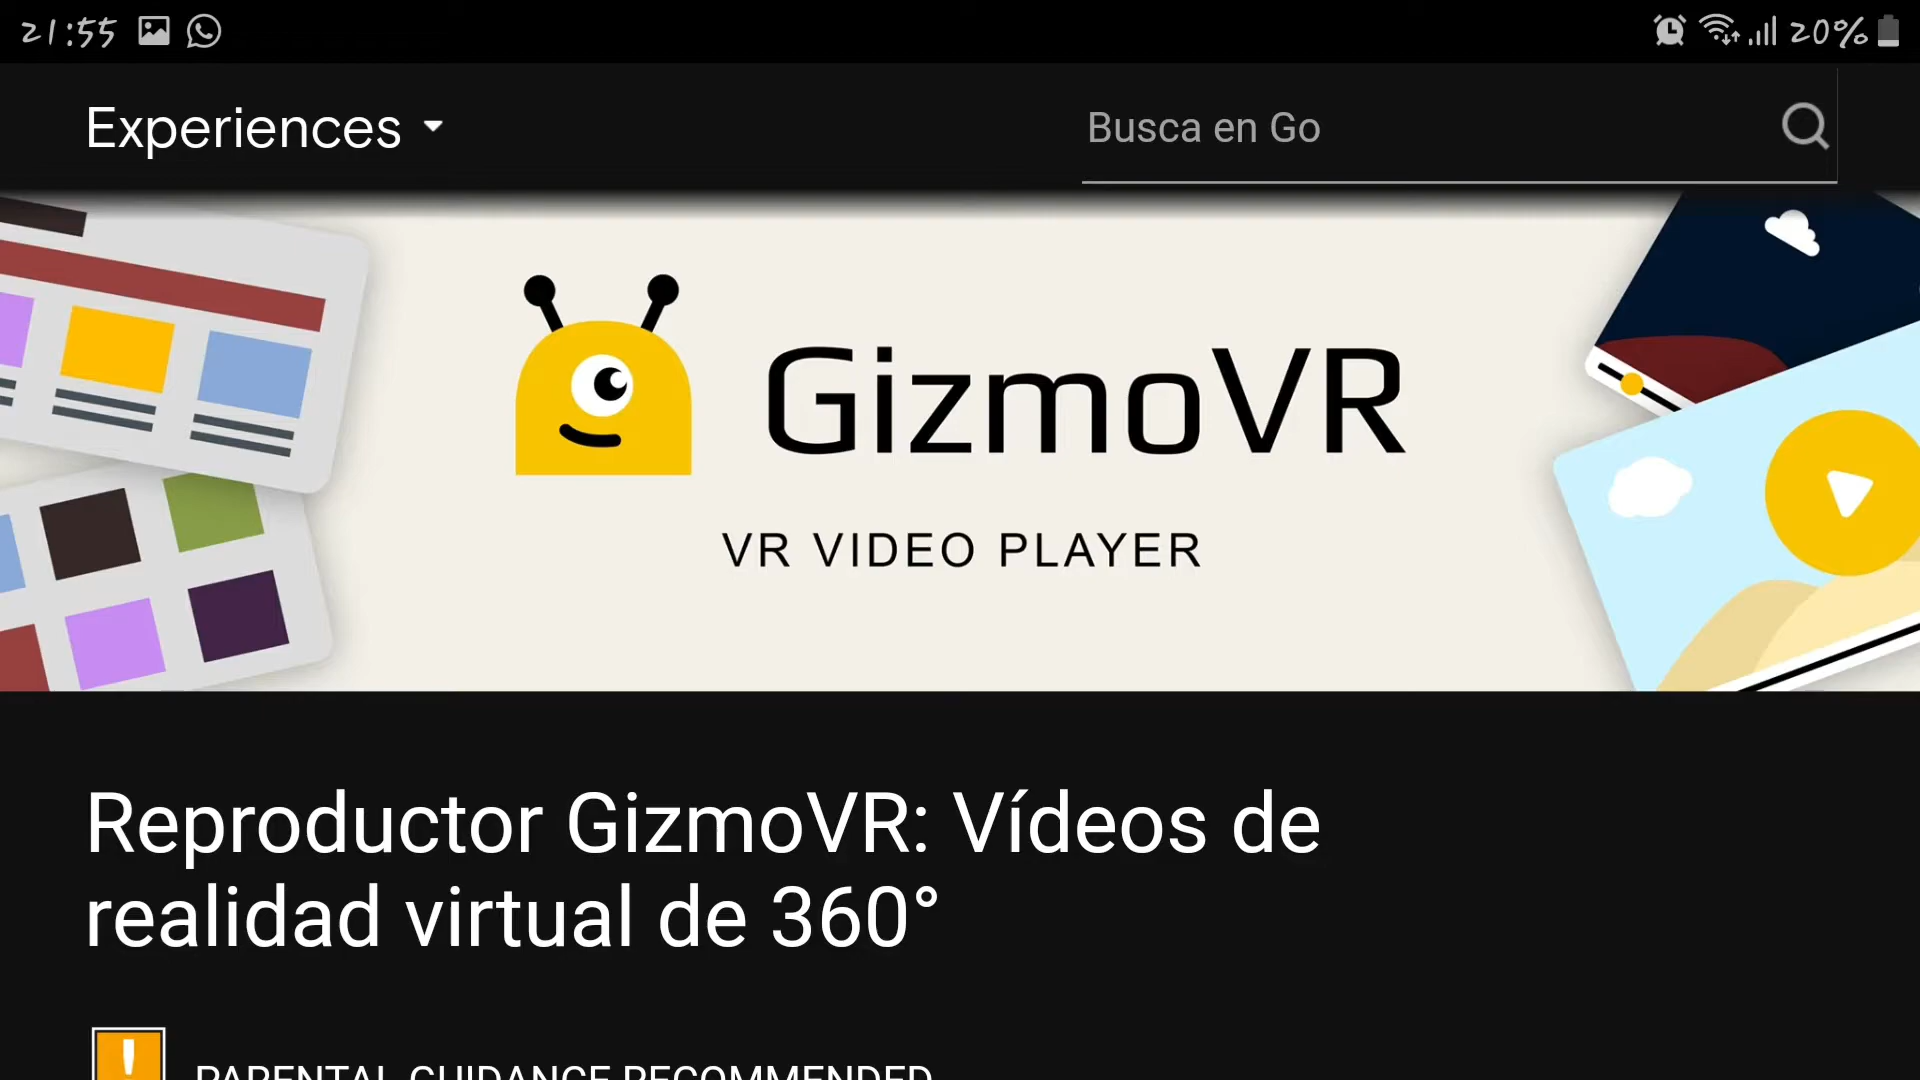 21:55
20%
Experiences
Busca en Go
GizmoVR
VR VIDEO PLAYER
Reproductor GizmoVR: Vídeos de
realidad virtual de 360°
!
PARENTAL GUIDANCE RECOMMENDED